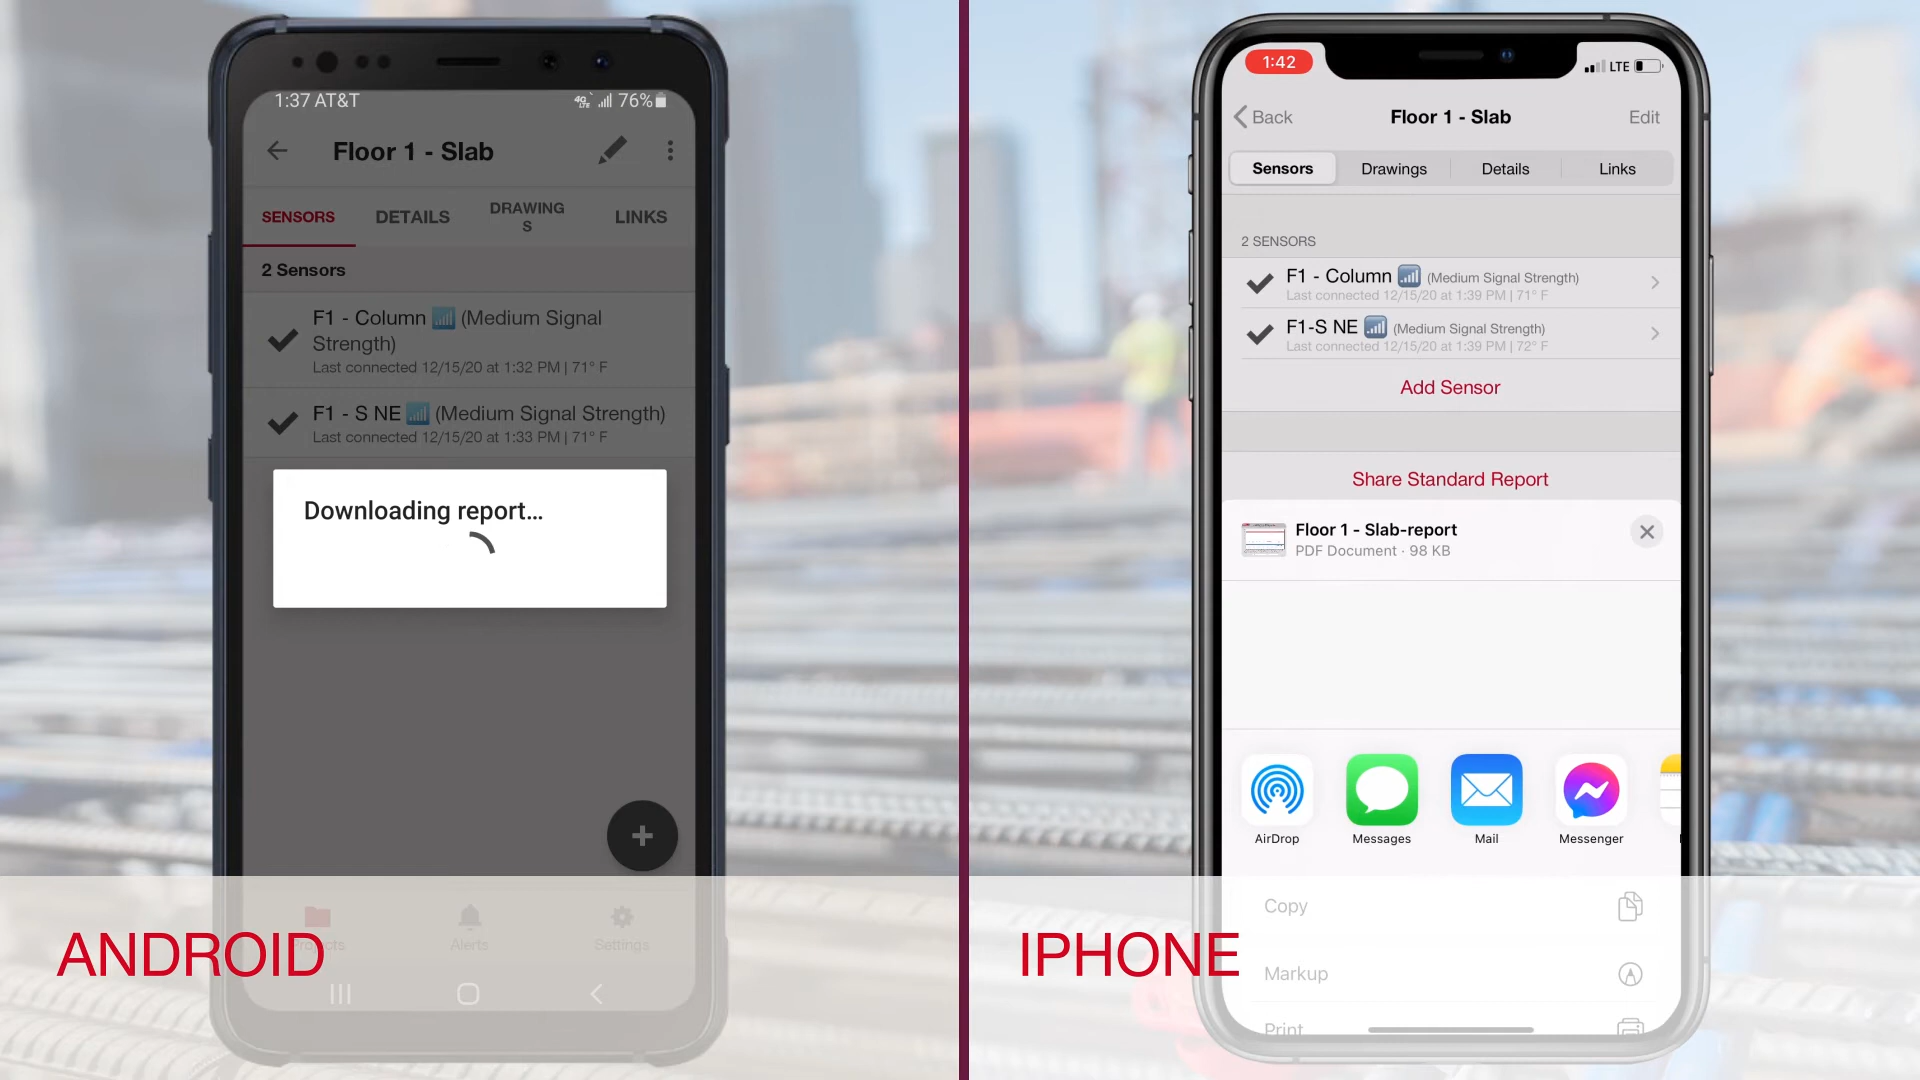 1:37 AT&T
4G LTE 76%
Floor 1 - Slab
SENSORS
DETAILS
DRAWING
S
LINKS
2 Sensors
F1 - Column (Medium Signal
Strength)
Last connected 12/15/20 at 1:32 PM | 71° F
F1 - S NE (Medium Signal Strength)
Last connected 12/15/20 at 1:33 PM | 71° F
Downloading report...
+
Projects
Alerts
Settings
ANDROID
1:42
LTE
Back
Floor 1 - Slab
Edit
Sensors
Drawings
Details
Links
2 SENSORS
F1 - Column (Medium Signal Strength)
Last connected 12/15/20 at 1:39 PM | 71° F
F1-S NE (Medium Signal Strength)
Last connected 12/15/20 at 1:39 PM | 72° F
Add Sensor
Share Standard Report
Floor 1 - Slab-report
PDF Document · 98 KB
AirDrop
Messages
Mail
Messenger
Copy
Markup
Print
IPHONE